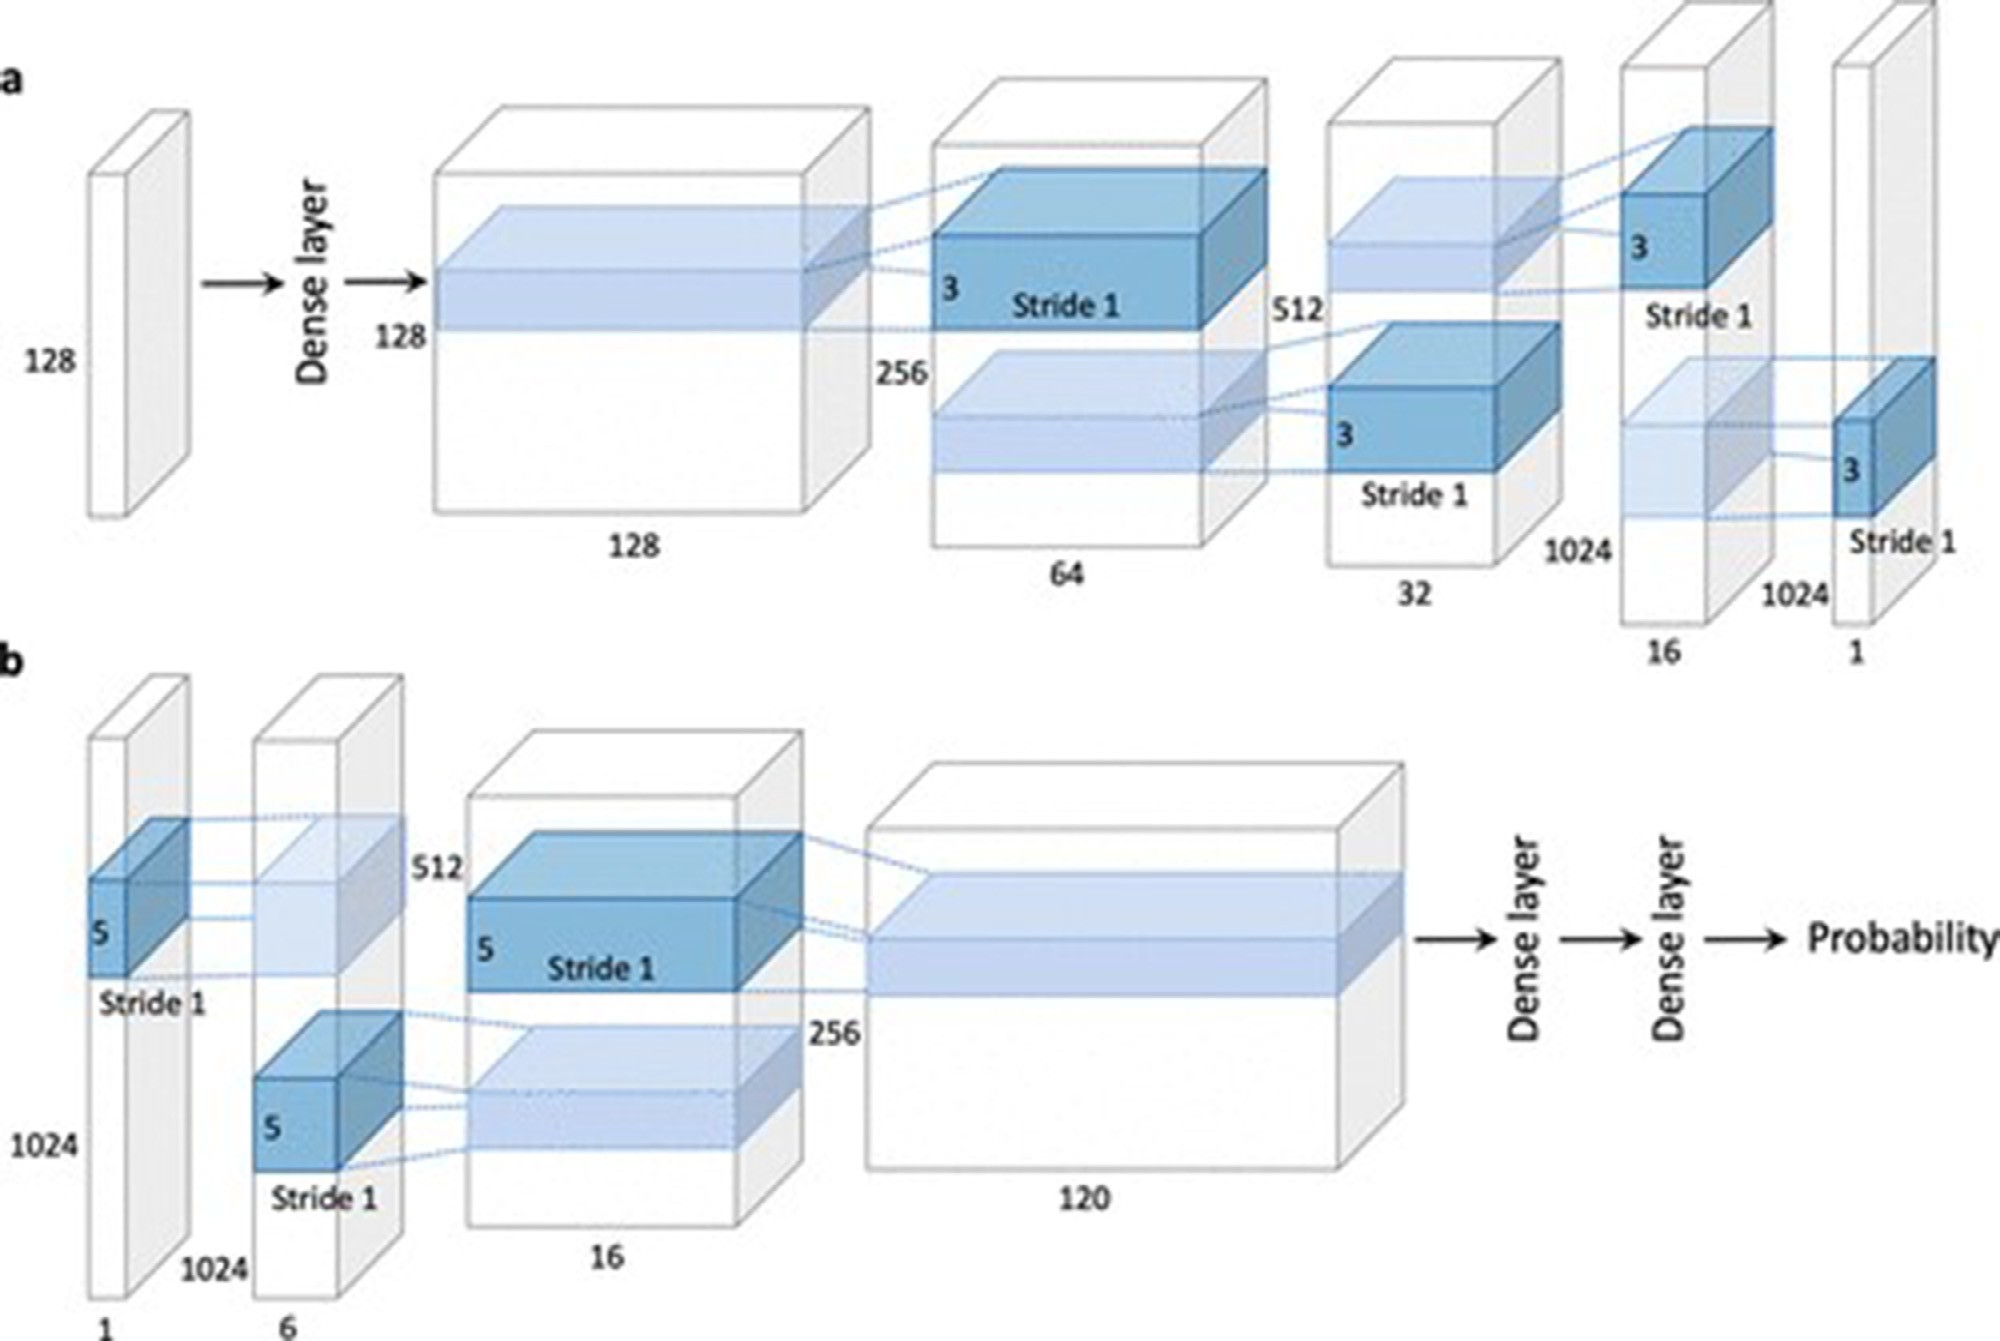 a
128
Dense layer
128
128
3
Stride 1
256
64
512
3
Stride 1
32
3
Stride 1
1024
16
3
Stride 1
1024
1
b
5
Stride 1
1024
1
5
Stride 1
1024
6
512
5
Stride 1
16
256
120
Dense layer
Dense layer
Probability